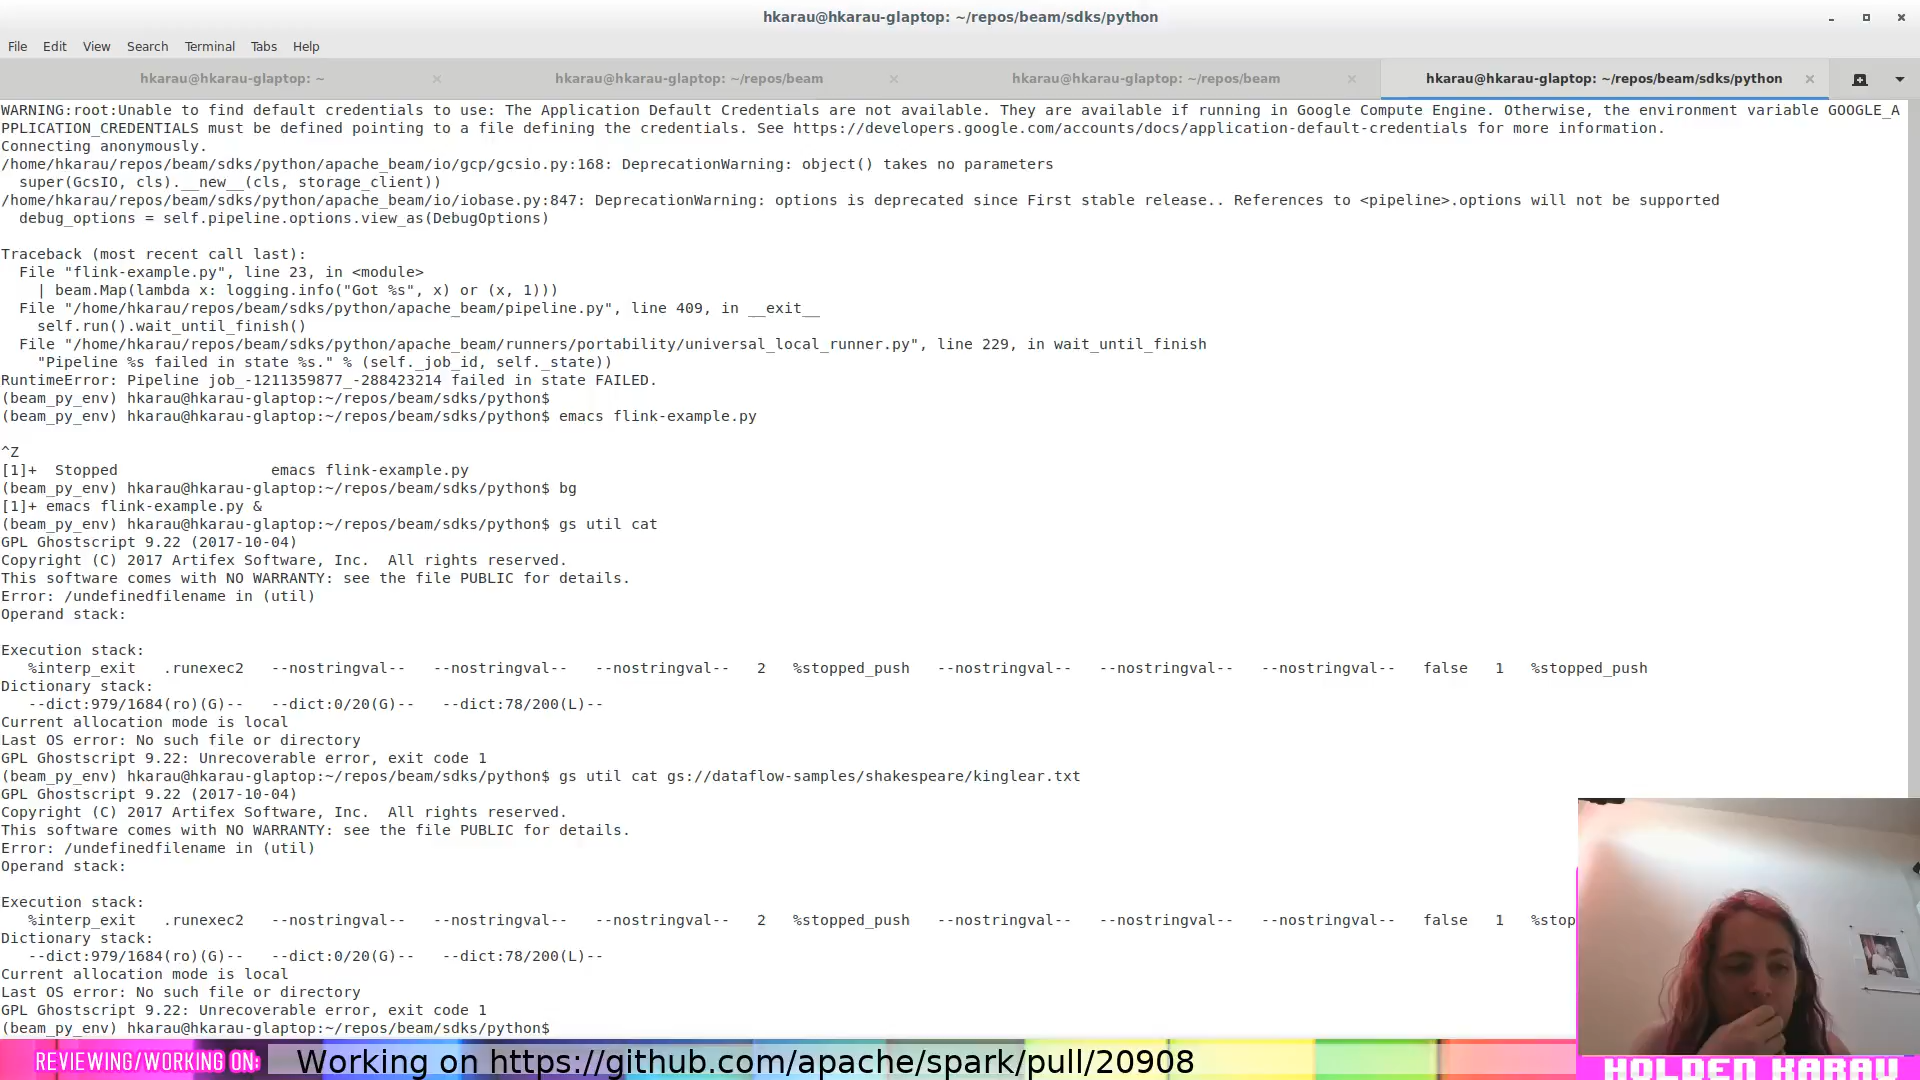 hkarau@hkarau-glaptop: ~/repos/beam/sdks/python
File Edit View Search Terminal Tabs Help
hkarau@hkarau-glaptop: ~ hkarau@hkarau-glaptop: ~/repos/beam hkarau@hkarau-glaptop: ~/repos/beam hkarau@hkarau-glaptop: ~/repos/beam/sdks/python
WARNING:root:Unable to find default credentials to use: The Application Default Credentials are not available. They are available if running in Google Compute Engine. Otherwise, the environment variable GOOGLE_A
PPLICATION_CREDENTIALS must be defined pointing to a file defining the credentials. See https://developers.google.com/accounts/docs/application-default-credentials for more information.
Connecting anonymously.
/home/hkarau/repos/beam/sdks/python/apache_beam/io/gcp/gcsio.py:168: DeprecationWarning: object() takes no parameters
  super(GcsIO, cls).__new__(cls, storage_client))
/home/hkarau/repos/beam/sdks/python/apache_beam/io/iobase.py:847: DeprecationWarning: options is deprecated since First stable release.. References to <pipeline>.options will not be supported
  debug_options = self.pipeline.options.view_as(DebugOptions)
Traceback (most recent call last):
  File "flink-example.py", line 23, in <module>
    | beam.Map(lambda x: logging.info("Got %s", x) or (x, 1)))
  File "/home/hkarau/repos/beam/sdks/python/apache_beam/pipeline.py", line 409, in __exit__
    self.run().wait_until_finish()
  File "/home/hkarau/repos/beam/sdks/python/apache_beam/runners/portability/universal_local_runner.py", line 229, in wait_until_finish
    "Pipeline %s failed in state %s." % (self._job_id, self._state))
RuntimeError: Pipeline job_-1211359877_-288423214 failed in state FAILED.
(beam_py_env) hkarau@hkarau-glaptop:~/repos/beam/sdks/python$
(beam_py_env) hkarau@hkarau-glaptop:~/repos/beam/sdks/python$ emacs flink-example.py
^Z
[1]+  Stopped                 emacs flink-example.py
(beam_py_env) hkarau@hkarau-glaptop:~/repos/beam/sdks/python$ bg
[1]+ emacs flink-example.py &
(beam_py_env) hkarau@hkarau-glaptop:~/repos/beam/sdks/python$ gs util cat
GPL Ghostscript 9.22 (2017-10-04)
Copyright (C) 2017 Artifex Software, Inc.  All rights reserved.
This software comes with NO WARRANTY: see the file PUBLIC for details.
Error: /undefinedfilename in (util)
Operand stack:
Execution stack:
   %interp_exit   .runexec2   --nostringval--   --nostringval--   --nostringval--   2   %stopped_push   --nostringval--   --nostringval--   --nostringval--   false   1   %stopped_push
Dictionary stack:
   --dict:979/1684(ro)(G)--   --dict:0/20(G)--   --dict:78/200(L)--
Current allocation mode is local
Last OS error: No such file or directory
GPL Ghostscript 9.22: Unrecoverable error, exit code 1
(beam_py_env) hkarau@hkarau-glaptop:~/repos/beam/sdks/python$ gs util cat gs://dataflow-samples/shakespeare/kinglear.txt
GPL Ghostscript 9.22 (2017-10-04)
Copyright (C) 2017 Artifex Software, Inc.  All rights reserved.
This software comes with NO WARRANTY: see the file PUBLIC for details.
Error: /undefinedfilename in (util)
Operand stack:
Execution stack:
   %interp_exit   .runexec2   --nostringval--   --nostringval--   --nostringval--   2   %stopped_push   --nostringval--   --nostringval--   --nostringval--   false   1   %stop
Dictionary stack:
   --dict:979/1684(ro)(G)--   --dict:0/20(G)--   --dict:78/200(L)--
Current allocation mode is local
Last OS error: No such file or directory
GPL Ghostscript 9.22: Unrecoverable error, exit code 1
(beam_py_env) hkarau@hkarau-glaptop:~/repos/beam/sdks/python$
REVIEWING/WORKING ON: Working on https://github.com/apache/spark/pull/20908
HOLDEN KARAU